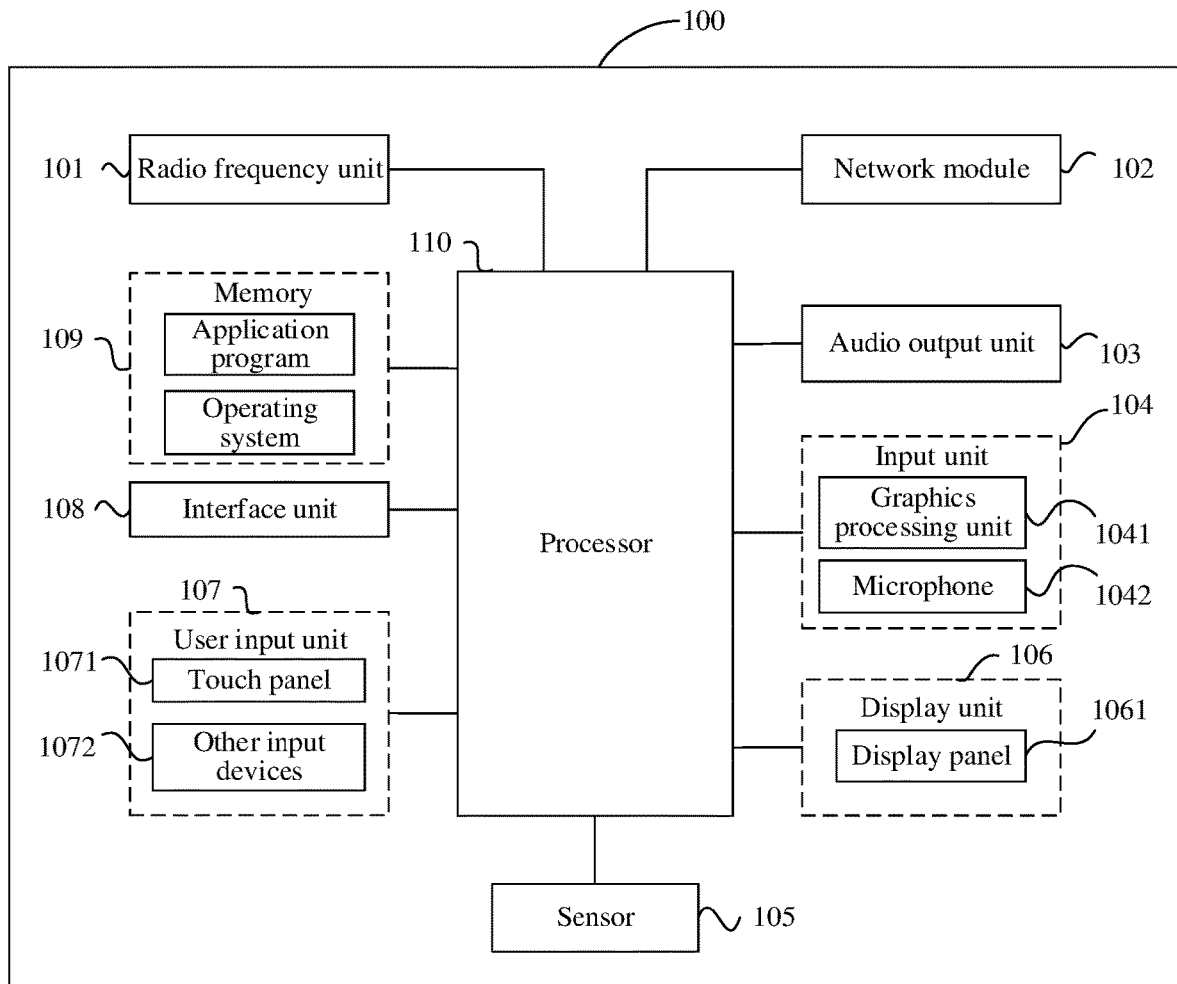 100
101
Radio frequency unit
Network module
102
110
Memory
Application
program
Operating
system
109
Audio output unit
103
104
Input unit
Graphics
processing unit
1041
Microphone
1042
108
Interface unit
Processor
107
User input unit
1071
Touch panel
1072
Other input
devices
106
Display unit
1061
Display panel
Sensor
105